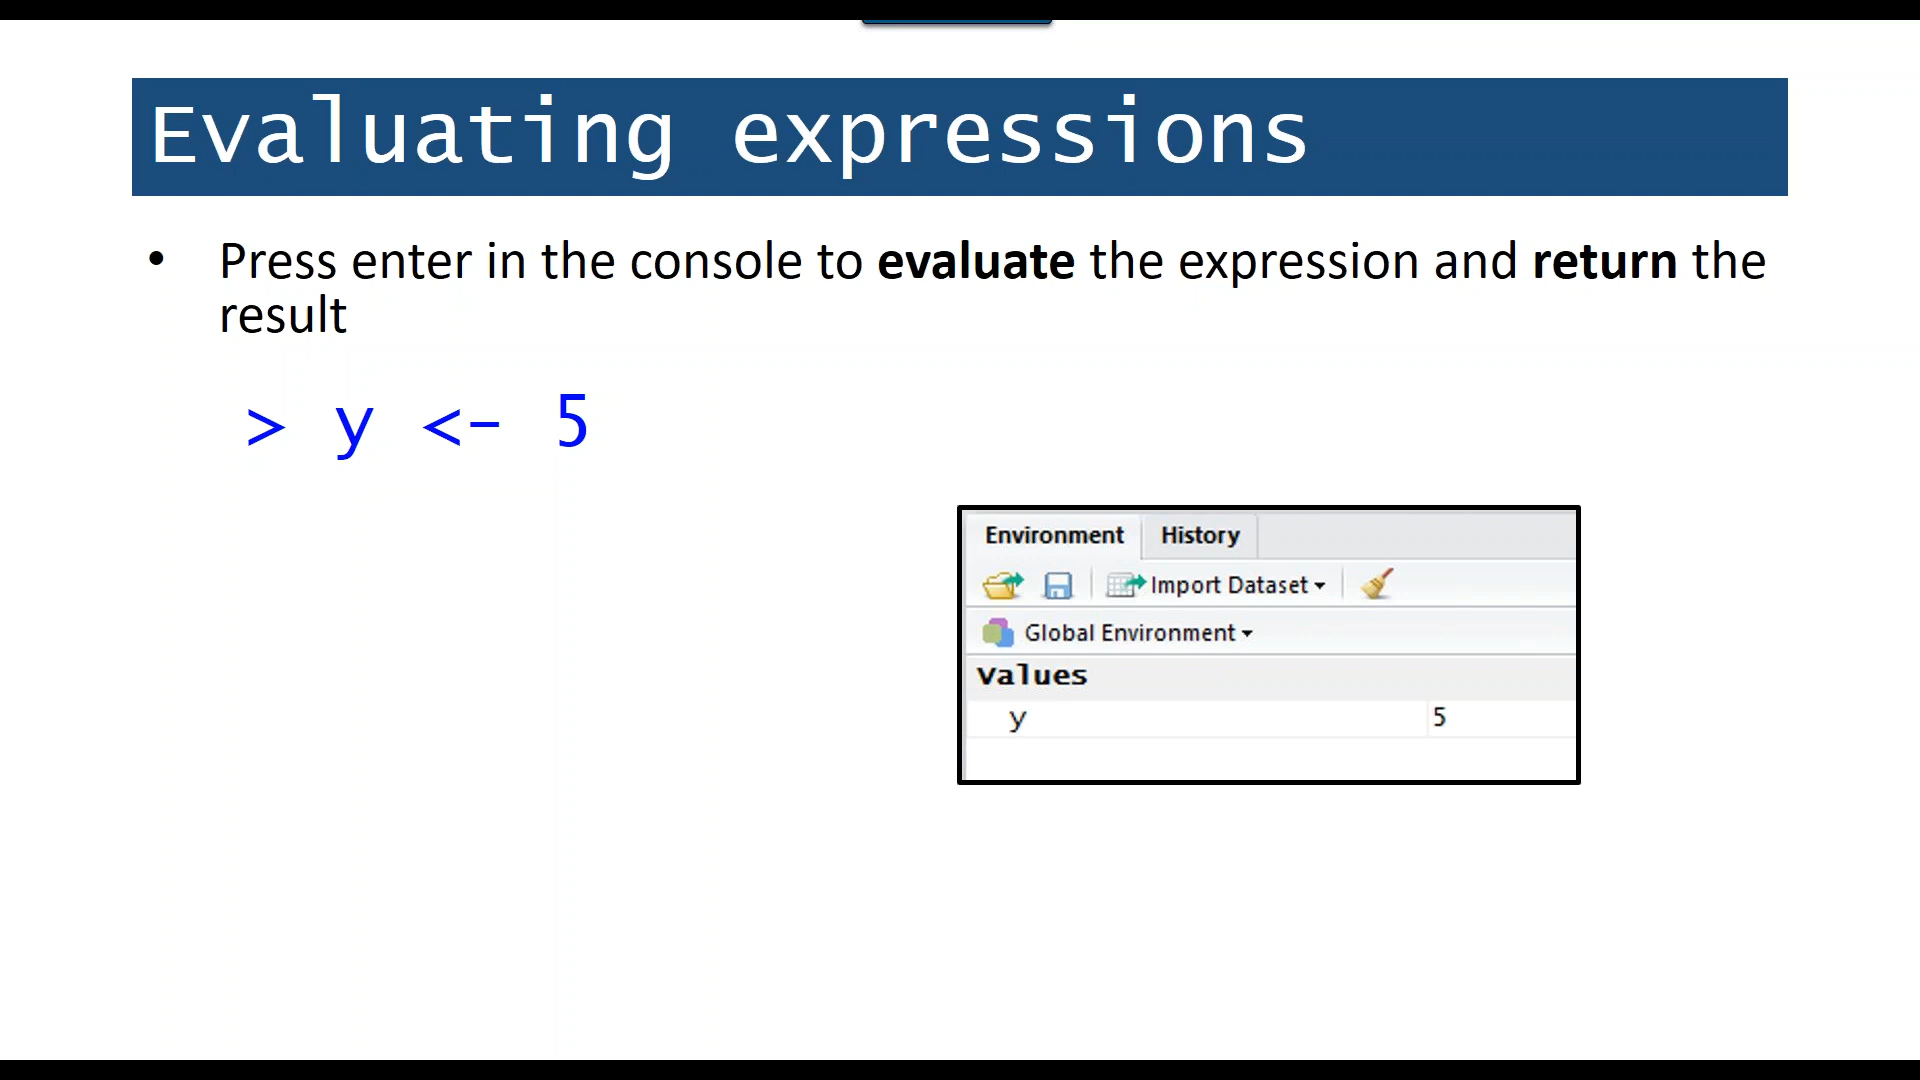 Evaluating expressions
• Press enter in the console to evaluate the expression and return the
result
> y <- 5
Environment History
Import Dataset
Global Environment
Values
y 5